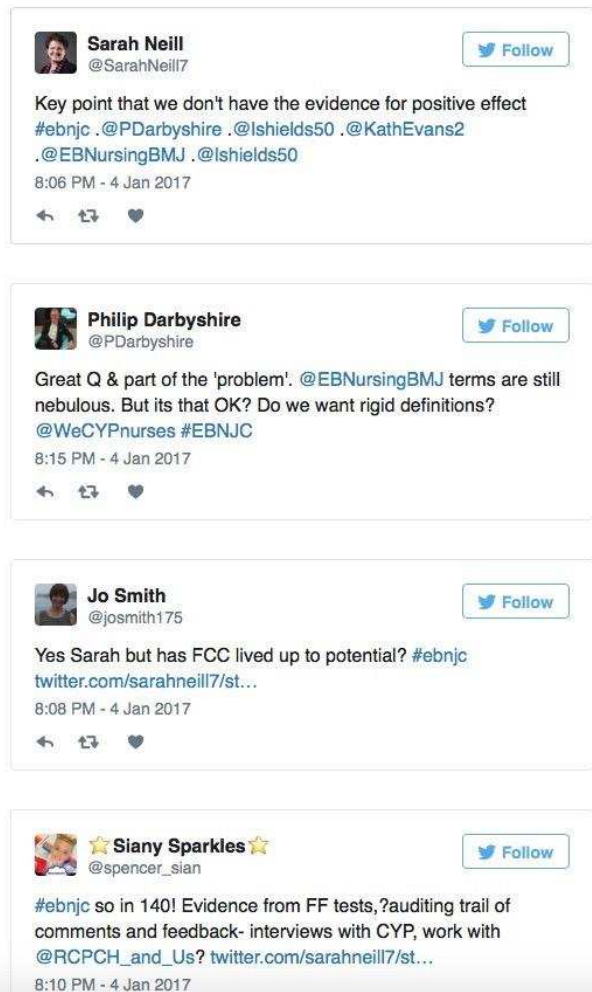 Sarah Neill
@SarahNeill7
Follow
Key point that we don't have the evidence for positive effect
#ebnjc .@PDarbyshire .@lshields50 .@KathEvans2
.@EBNursingBMJ .@lshields50
8:06 PM - 4 Jan 2017
Philip Darbyshire
@PDarbyshire
Follow
Great Q & part of the 'problem'. @EBNursingBMJ terms are still
nebulous. But its that OK? Do we want rigid definitions?
@WeCYPnurses #EBNJC
8:15 PM - 4 Jan 2017
Jo Smith
@josmith175
Follow
Yes Sarah but has FCC lived up to potential? #ebnjc
twitter.com/sarahneill7/st...
8:08 PM - 4 Jan 2017
⭐Siany Sparkles⭐
@spencer_sian
Follow
#ebnjc so in 140! Evidence from FF tests,?auditing trail of
comments and feedback- interviews with CYP, work with
@RCPCH_and_Us? twitter.com/sarahneill7/st...
8:10 PM - 4 Jan 2017